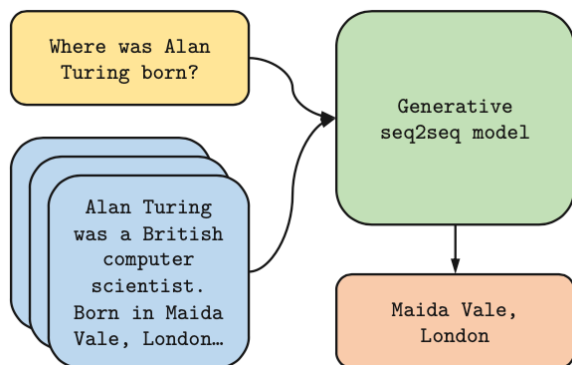 Where was Alan
Turing born?
Generative
seq2seq model
Alan Turing
was a British
computer
scientist.
Born in Maida
Vale, London…
Maida Vale,
London